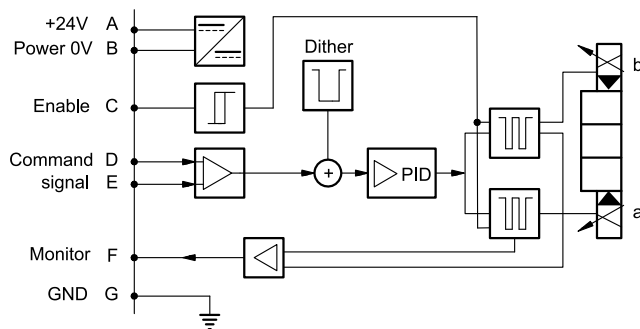 +24V A
Power 0V B
Dither
b
Enable C
Command D
signal E
PID
a
Monitor F
GND G